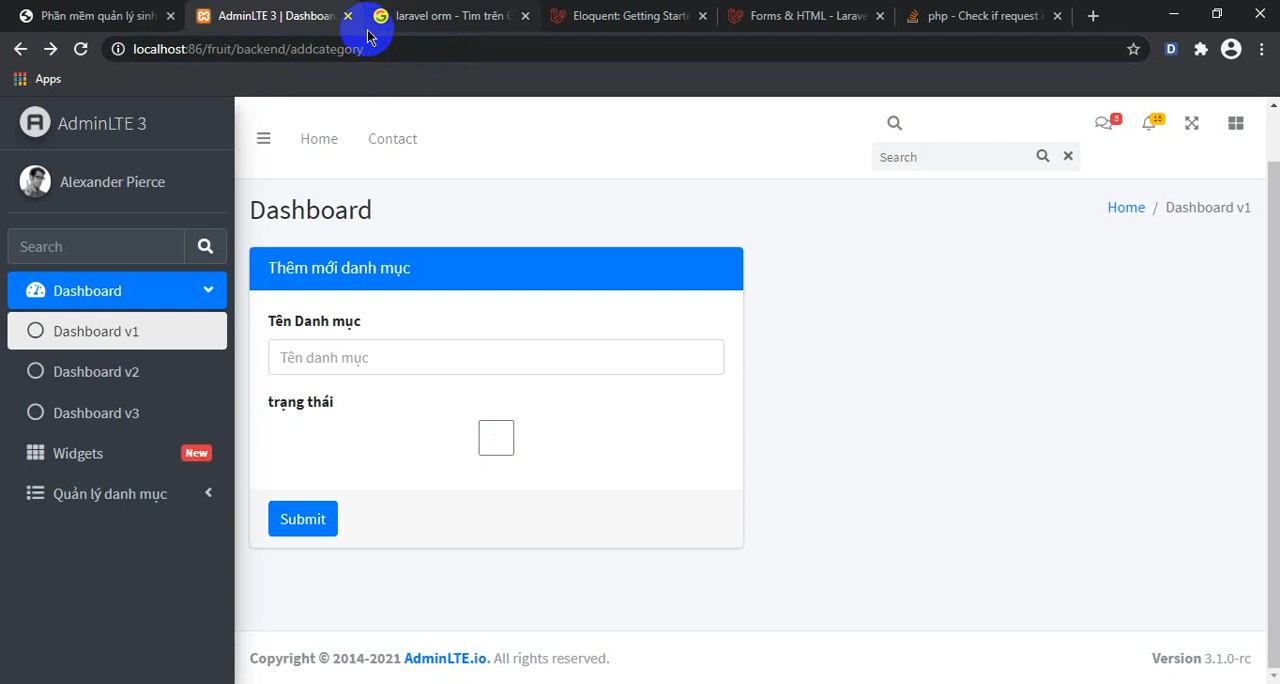 Phần mềm quản lý sinh
AdminLTE 3 | Dashboar
laravel orm - Tìm trên G
Eloquent: Getting Starte
Forms & HTML - Larave
php - Check if request i
localhost:86/fruit/backend/addcategory
D
Apps
AdminLTE 3
Home
Contact
3
15
Search
Alexander Pierce
Dashboard
Home / Dashboard v1
Search
Thêm mới danh mục
Dashboard
Tên Danh mục
Dashboard v1
Tên danh mục
Dashboard v2
trạng thái
Dashboard v3
Widgets
New
Quản lý danh mục
Submit
Copyright © 2014-2021 AdminLTE.io. All rights reserved.
Version 3.1.0-rc